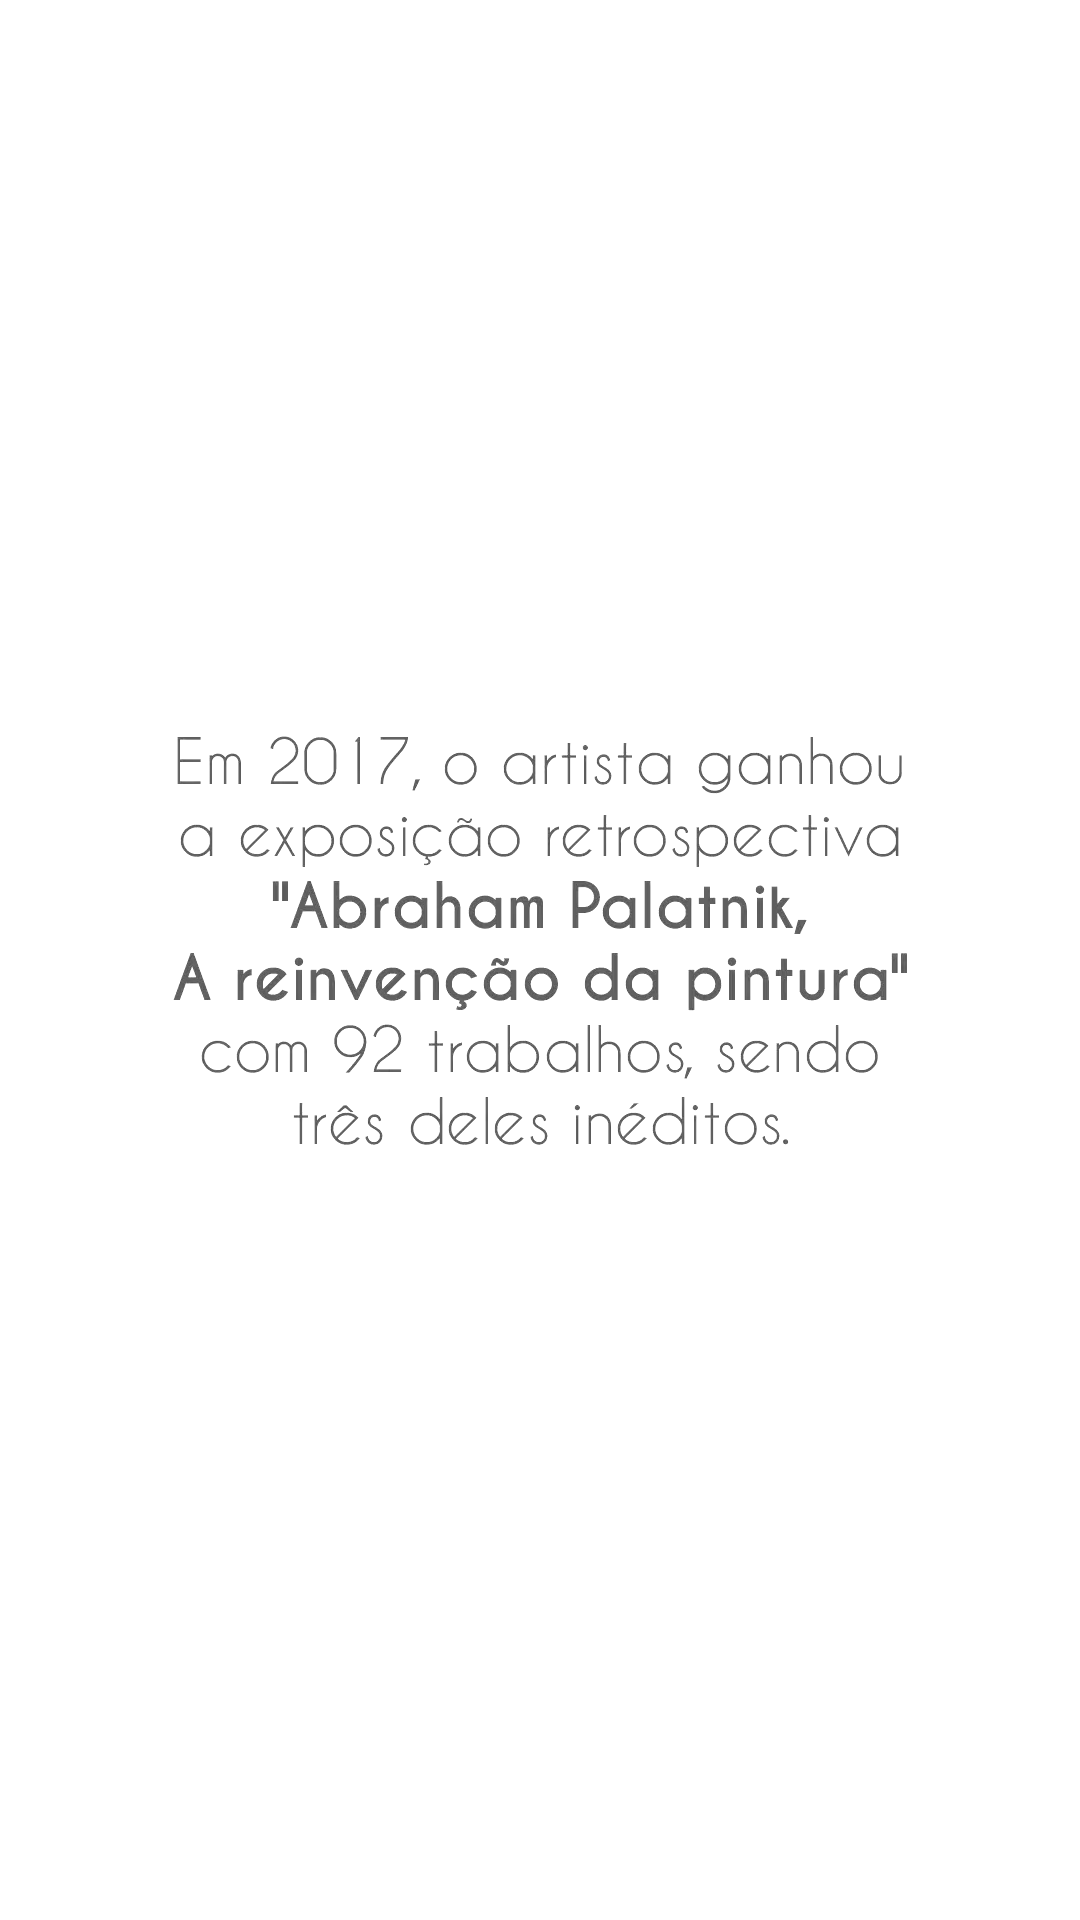 Em 2017, o artista ganhou
a exposição retrospectiva
"Abraham Palatnik,
A reinvenção da pintura"
com 92 trabalhos, sendo
três deles inéditos.